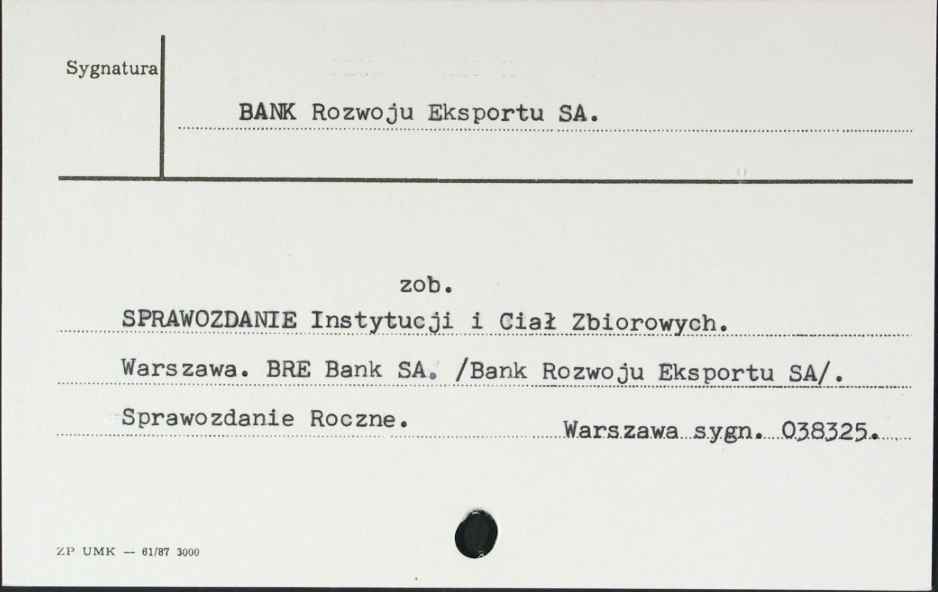 Sygnatura
BANK Rozwoju Eksportu SA.
zob.
SPRAWOZDANIE Instytucji i Ciał Zbiorowych.
Warszawa. BRE Bank SA. /Bank Rozwoju Eksportu SA/.
Sprawozdanie Roczne.
Warszawa sygn. 038325.
ZP UMK — 61/87 3000